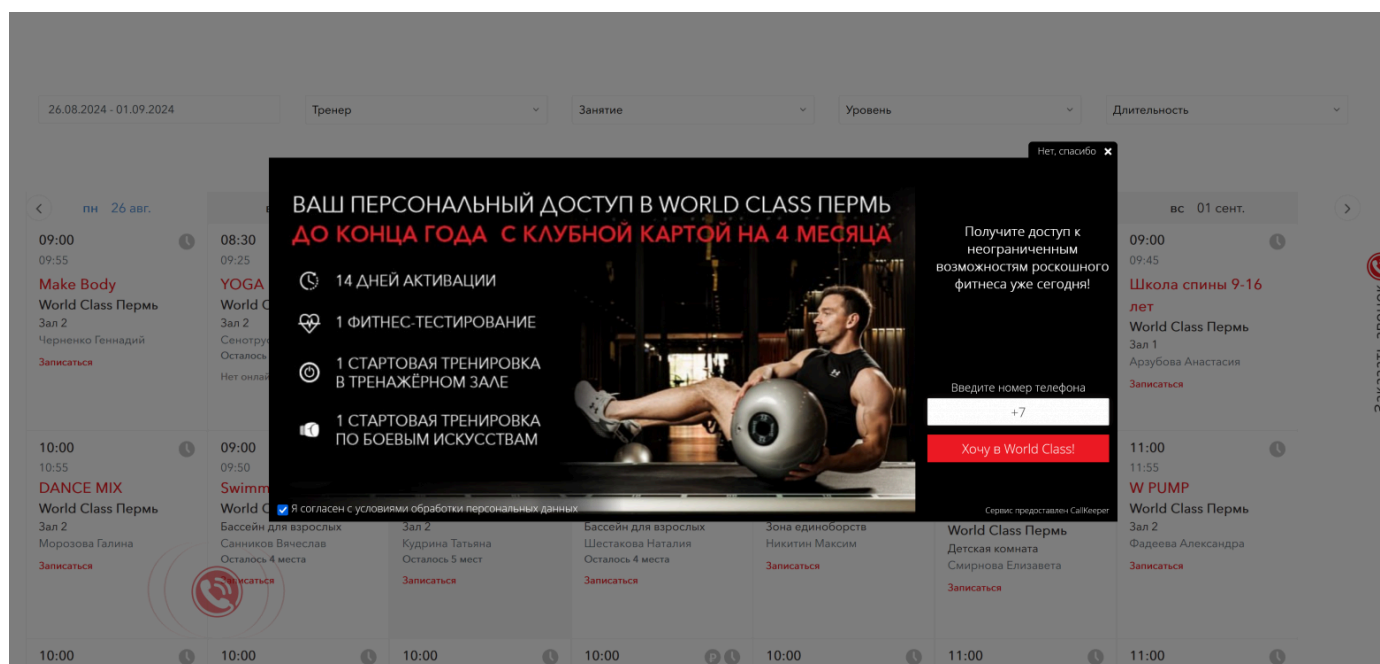 26.08.2024 - 01.09.2024
Тренер
Занятие
Уровень
Длительность
Нет, спасибо ×
ВАШ ПЕРСОНАЛЬНЫЙ ДОСТУП В WORLD CLASS ПЕРМЬ
ДО КОНЦА ГОДА С КЛУБНОЙ КАРТОЙ НА 4 МЕСЯЦА
14 ДНЕЙ АКТИВАЦИИ
1 ФИТНЕС-ТЕСТИРОВАНИЕ
1 СТАРТОВАЯ ТРЕНИРОВКА
В ТРЕНАЖЁРНОМ ЗАЛЕ
1 СТАРТОВАЯ ТРЕНИРОВКА
ПО БОЕВЫМ ИСКУССТВАМ
Я согласен с условиями обработки персональных данных
Получите доступ к
неограниченным
возможностям роскошного
фитнеса уже сегодня!
Введите номер телефона
+7
Хочу в World Class!
Сервис предоставлен CallKeeper
пн 26 авг.
09:00
09:55
Make Body
World Class Пермь
Зал 2
Черненко Геннадий
Записаться
10:00
10:55
DANCE MIX
World Class Пермь
Зал 2
Морозова Галина
Записаться
10:00
08:30
09:25
YOGA
World
Зал 2
Осталось
Нет
09:00
09:50
World
Бассейн для взрослых
Санников Вячеслав
Осталось 4 места
Записаться
10:00
Зал 2
Кудрина Татьяна
Осталось 5 мест
Записаться
10:00
Бассейн для взрослых
Шестакова Наталия
Осталось 4 места
Записаться
10:00
P
Зона единоборств
Никитин Максим
Записаться
10:00
World Class Пермь
Детская комната
Смирнова Елизавета
Записаться
11:00
вс 01 сент.
09:00
09:45
Школа спины 9-16
лет
World Class Пермь
Зал 1
Арзубова Анастасия
Записаться
11:00
11:55
W PUMP
World Class Пермь
Зал 2
Фадеева Александра
Записаться
11:00
Заказать звонок